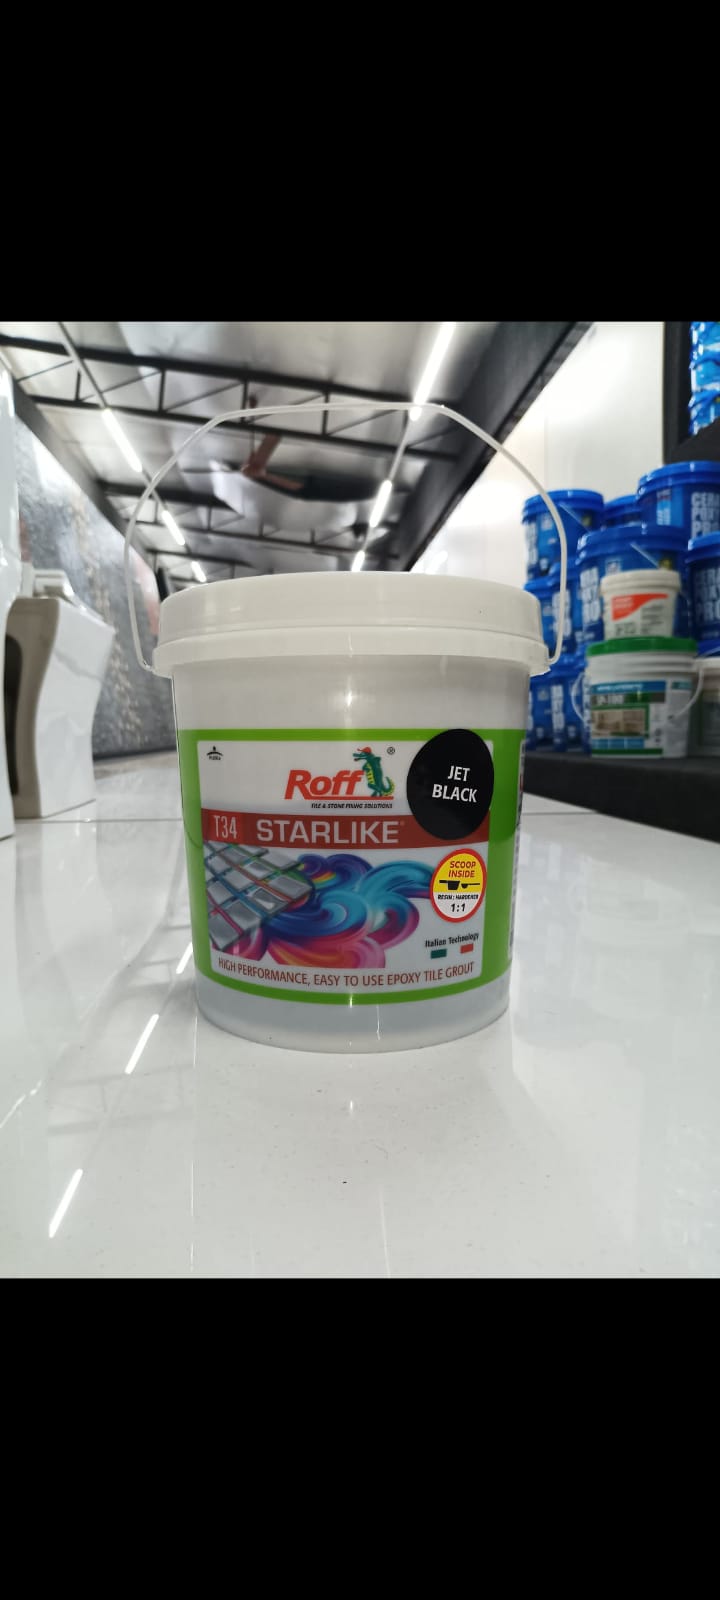 Roff
®
TILE & STONE FIXING SOLUTIONS
JET
BLACK
T34 STARLIKE®
SCOOP
INSIDE
RESIN : HARDENER
1:1
Italian Technology
HIGH PERFORMANCE, EASY TO USE EPOXY TILE GROUT